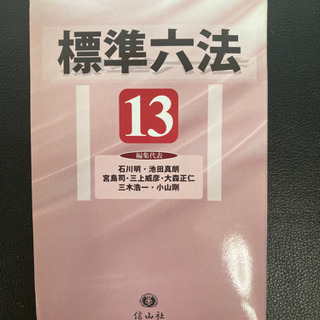 標準六法
13
編集代表
石川明・池田真朗
宮島司・三上威彦・大森正仁
三木浩一・小山剛
信山社